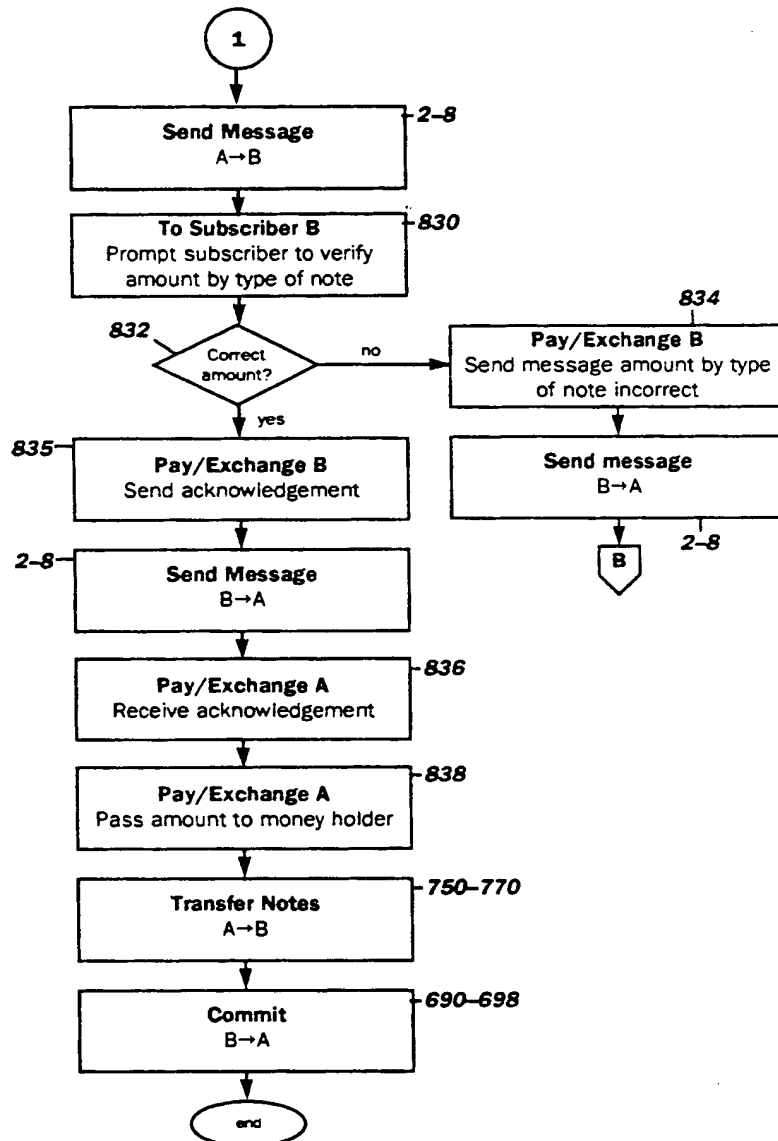 1
Send Message
A→B
2-8
To Subscriber B
Prompt subscriber to verify
amount by type of note
830
832
Correct
amount?
no
yes
834
Pay/Exchange B
Send message amount by type
of note incorrect
Send message
B→A
2-8
B
835
Pay/Exchange B
Send acknowledgement
2-8
Send Message
B→A
Pay/Exchange A
Receive acknowledgement
836
Pay/Exchange A
Pass amount to money holder
838
Transfer Notes
A→B
750-770
Commit
B→A
690-698
end